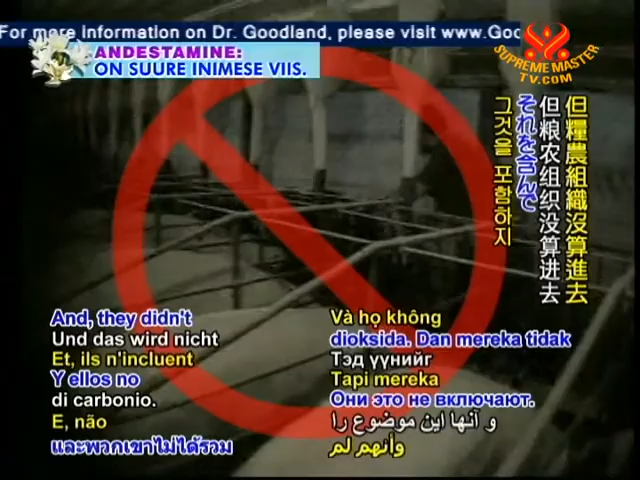 For more information on Dr. Goodland, please visit www.Goo
SUPREME MASTER
TV.COM
ANDESTAMINE:
ON SUURE INIMESE VIIS.
但糧農組織沒算進去
但粮农组织没算进去
それを含んで
그것을 포함하지
And, they didn't
Und das wird nicht
Et, ils n'incluent
Y ellos no
di carbonio.
E, não
และพวกเขาไม่ได้รวม
Và họ không
dioksida. Dan mereka tidak
Тэд үүнийг
Tapi mereka
Они это не включают.
و آنها این موضوع را
وأنهم لم